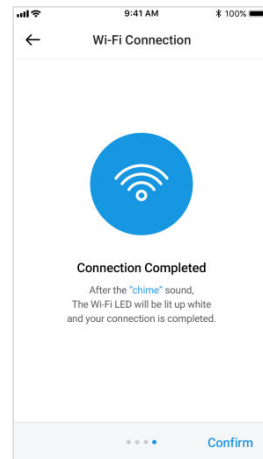 9:41 AM
100%
Wi-Fi Connection
Connection Completed
After the "chime" sound,
The Wi-Fi LED will be lit up white
and your connection is completed.
Confirm